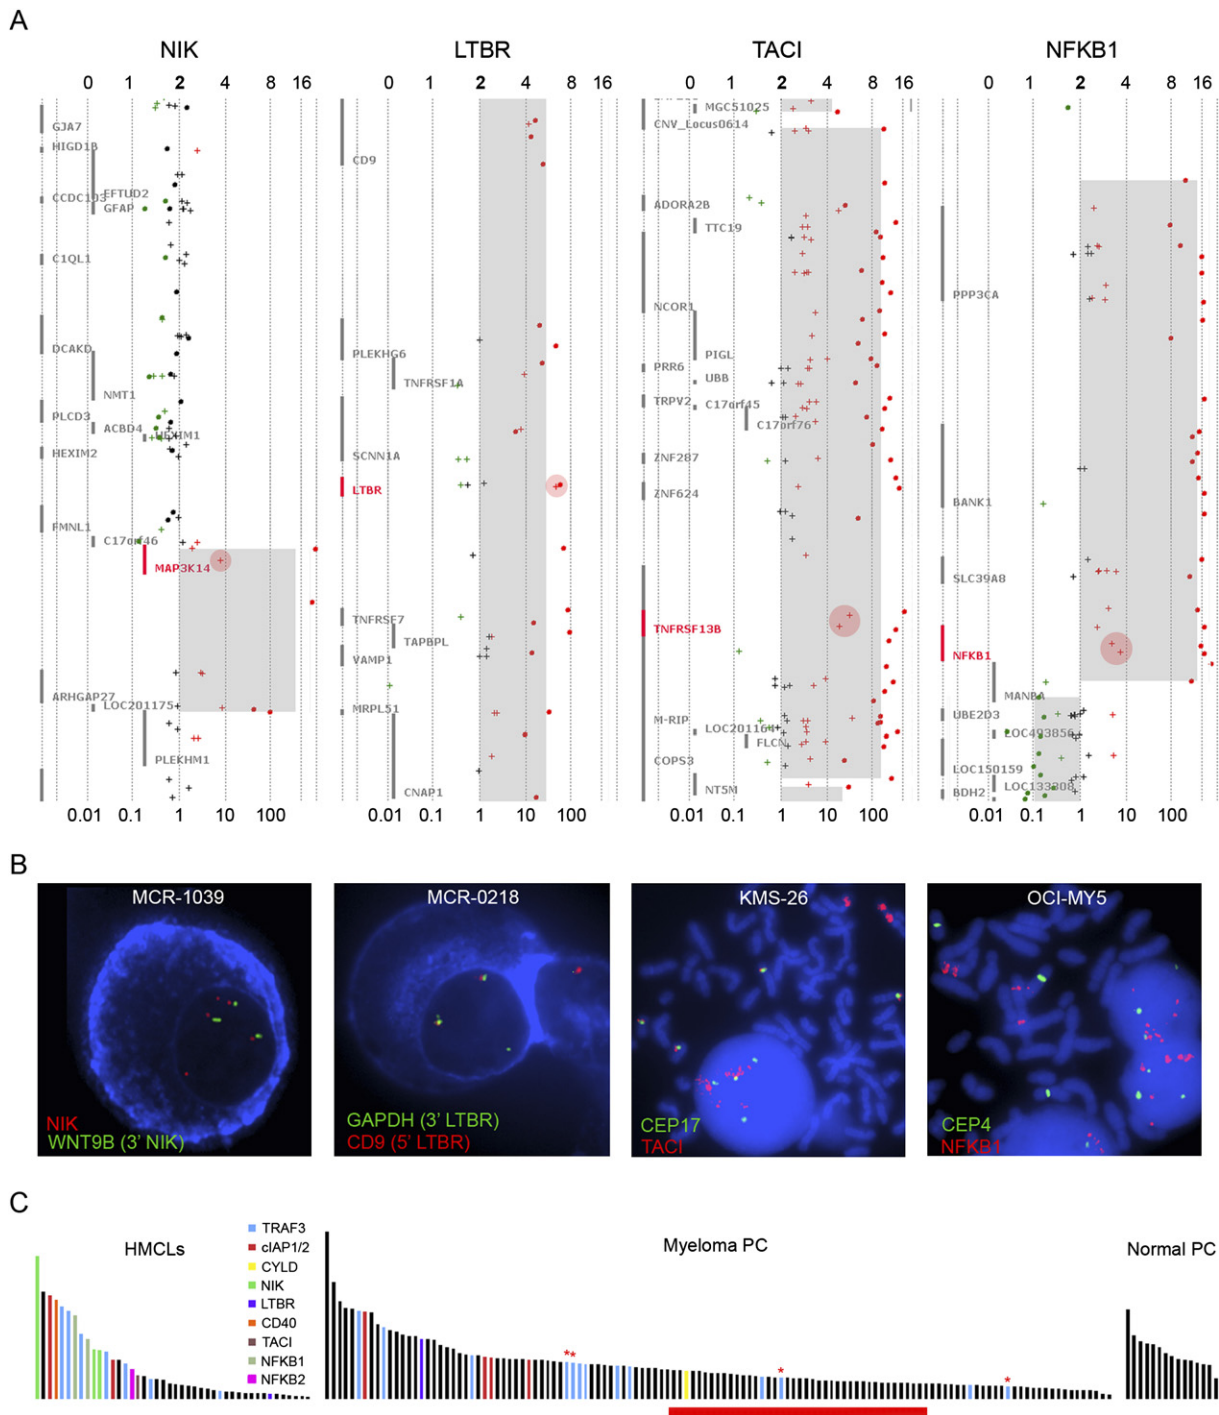 A
NIK
LTBR
TACI
NFKB1
0 1 2 4 8 16
0 1 2 4 8 16
0 1 2 4 8 16
0 1 2 4 8 16
GJA7
HIGD1B
EFTUD2
CCDC103
GFAP
C1QL1
DCAKD
NMT1
PLCD3
ACBD4
HEXIM1
HEXIM2
FMNL1
C17orf46
MAP3K14
ARHGAP27
LOC201175
PLEKHM1
CD9
PLEKHG6
TNFRSF1A
SCNN1A
LTBR
TNFRSF7
TAPBPL
VAMP1
MRPL51
CNAP1
MGC51025
CNV_Locus0614
ADORA2B
TTC19
NCOR1
PIGL
PRR6
UBB
TRPV2
C17orf45
C17orf76
ZNF287
ZNF624
TNFRSF13B
M-RIP
LOC201164
FLCN
COPS3
NT5M
PPP3CA
BANK1
SLC39A8
NFKB1
MANBA
UBE2D3
LOC493856
LOC150159
LOC133308
BDH2
0.01 0.1 1 10 100
0.01 0.1 1 10 100
0.01 0.1 1 10 100
0.01 0.1 1 10 100
B
MCR-1039
NIK
WNT9B (3' NIK)
MCR-0218
GAPDH (3' LTBR)
CD9 (5' LTBR)
KMS-26
CEP17
TACI
OCI-MY5
CEP4
NFKB1
C
HMCLs
TRAF3
cIAP1/2
CYLD
NIK
LTBR
CD40
TACI
NFKB1
NFKB2
Myeloma PC
**
*
*
Normal PC